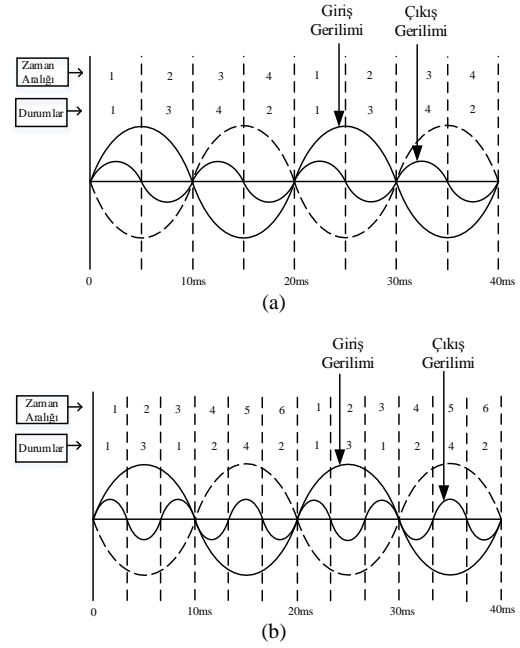 Giriş Gerilimi
Çıkış Gerilimi
Zaman Aralığı
1 2 3 4 1 2 3 4
Durumlar
1 3 4 2 1 3 4 2
0 10ms 20ms 30ms 40ms
(a)
Giriş Gerilimi
Çıkış Gerilimi
Zaman Aralığı
1 2 3 4 5 6 1 2 3 4 5 6
Durumlar
1 3 1 2 4 2 1 3 1 2 4 2
0 10ms 20ms 30ms 40ms
(b)